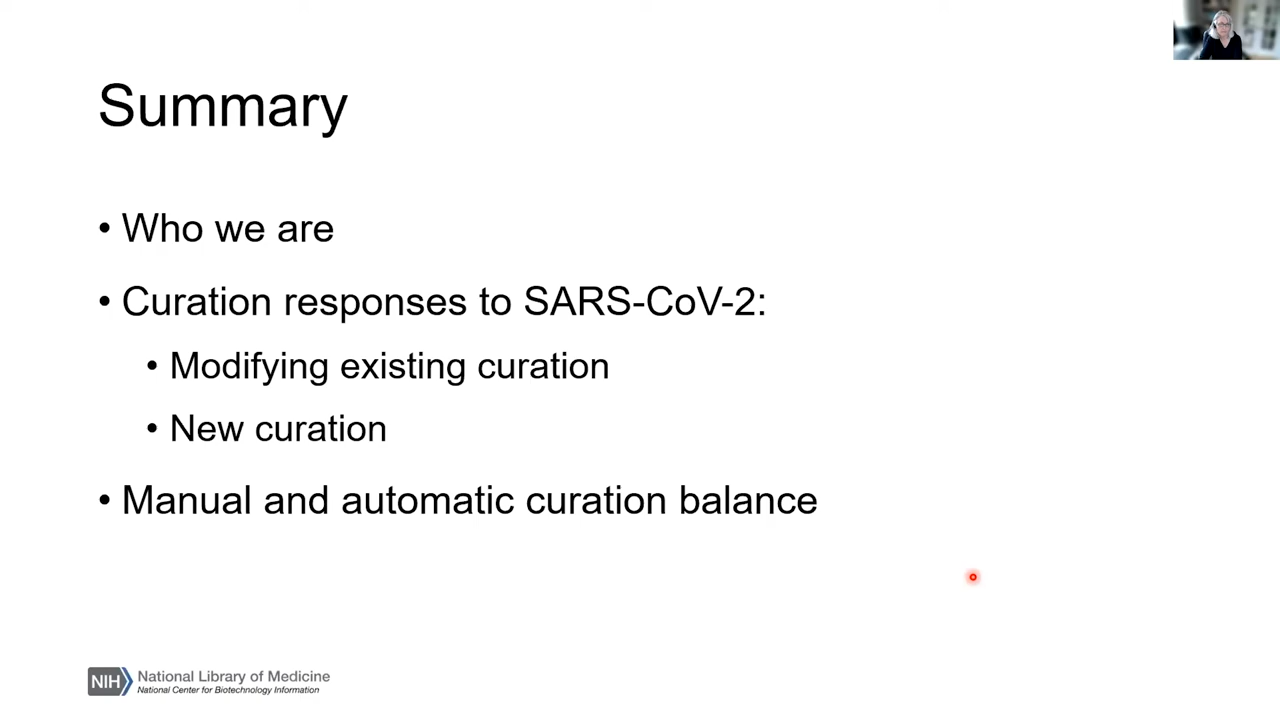 Summary
• Who we are
• Curation responses to SARS-CoV-2:
• Modifying existing curation
• New curation
• Manual and automatic curation balance
NIH National Library of Medicine
National Center for Biotechnology Information